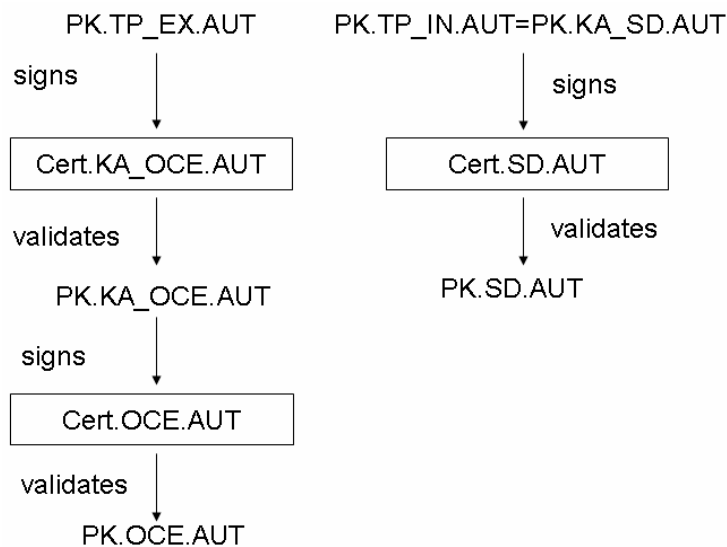 PK.TP_EX.AUT
signs
Cert.KA_OCE.AUT
validates
PK.KA_OCE.AUT
signs
Cert.OCE.AUT
validates
PK.OCE.AUT
PK.TP_IN.AUT=PK.KA_SD.AUT
signs
Cert.SD.AUT
validates
PK.SD.AUT